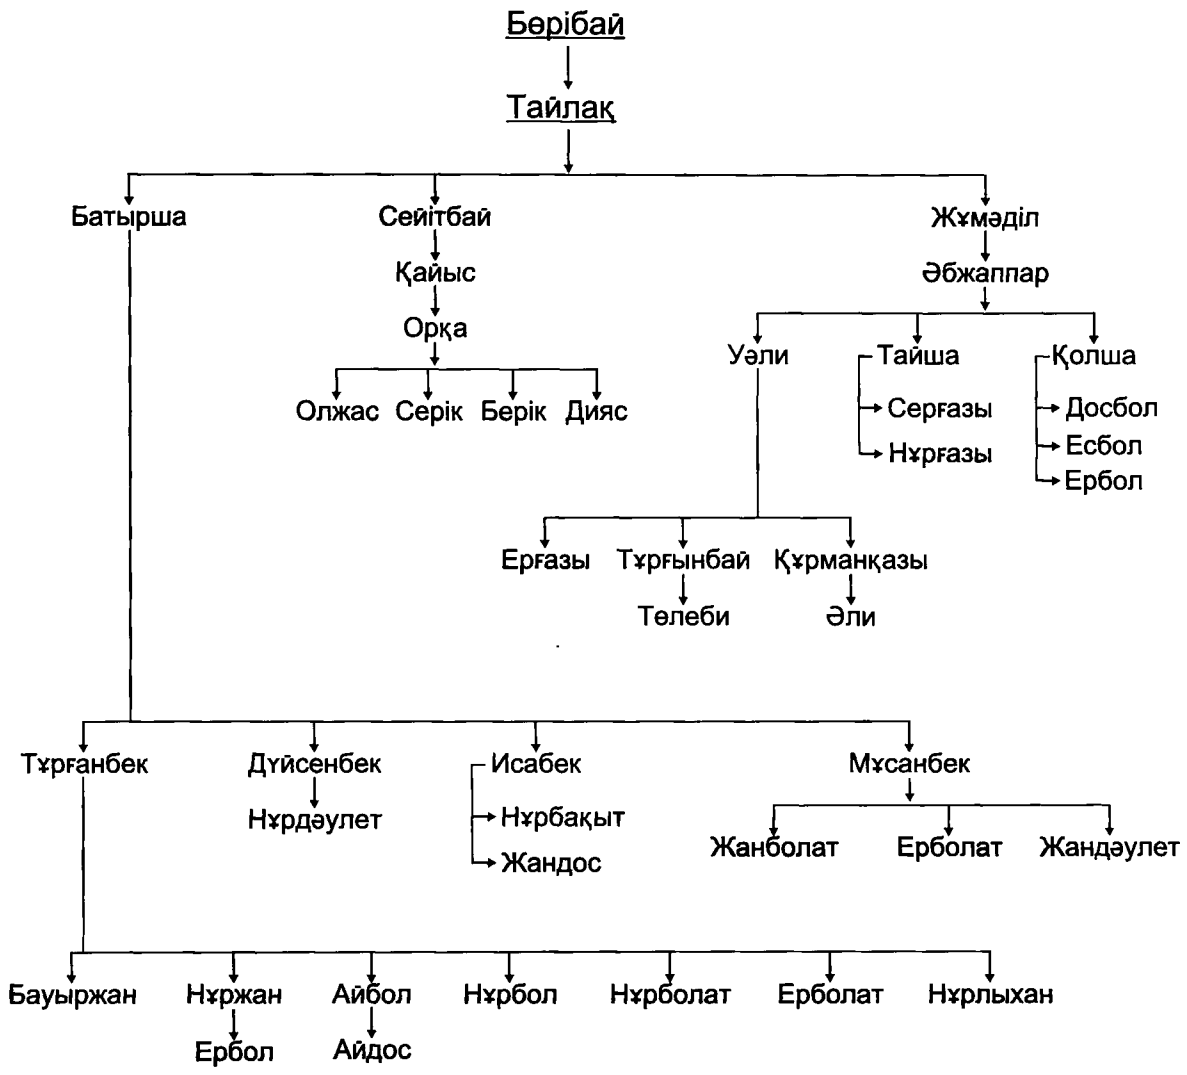 Бөрібай
Тайлақ
Батырша Сейітбай Жұмәділ
Қайыс Әбжаппар
Орқа
Уәли Тайша Қолша
Олжас Серік Берік Дияс Серғазы Досбол
Нұрғазы Есбол
Ербол
Ерғазы Тұрғынбай Құрманқазы
Төлеби Әли
Тұрғанбек Дүйсенбек Исабек Мұсанбек
Нұрдәулет Нұрбақыт
Жанболат Ерболат Жандәулет
Жандос
Бауыржан Нұржан Айбол Нұрбол Нұрболат Ерболат Нұрлыхан
Ербол Айдос